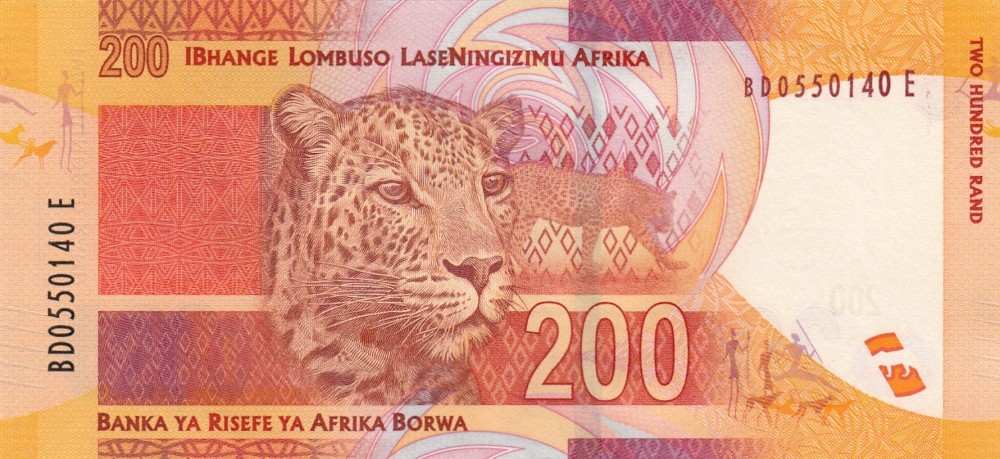 200 IBHANGE LOMBUSO LASENINGIZIMU AFRIKA
BD0550140 E
TWO HUNDRED RAND
BD0550140 E
200
200
BANKA YA RISEFE YA AFRIKA BORWA